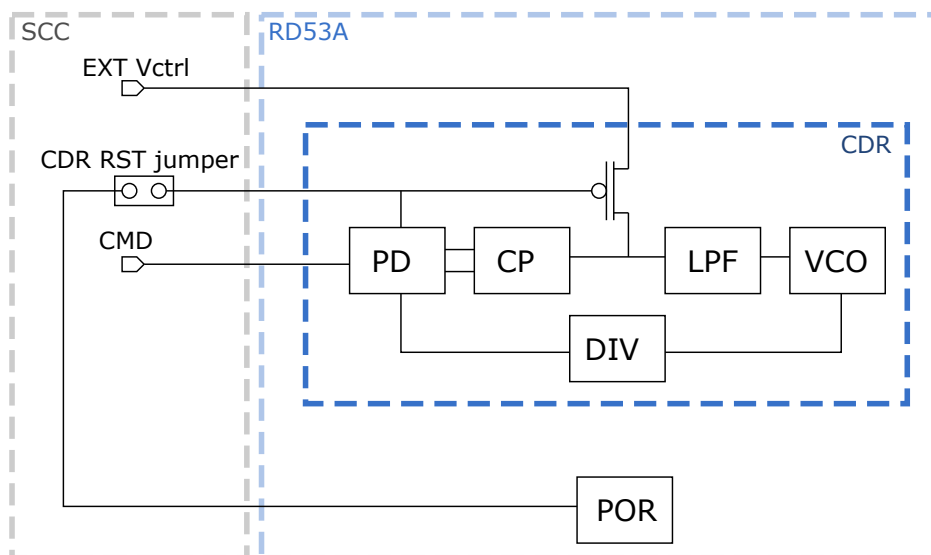 SCC
RD53A
EXT Vctrl
CDR
CDR RST jumper
CMD
PD
CP
LPF
VCO
DIV
POR